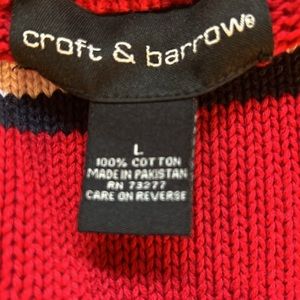 croft & barrow®
L
100% COTTON
MADE IN PAKISTAN
RN 73277
CARE ON REVERSE